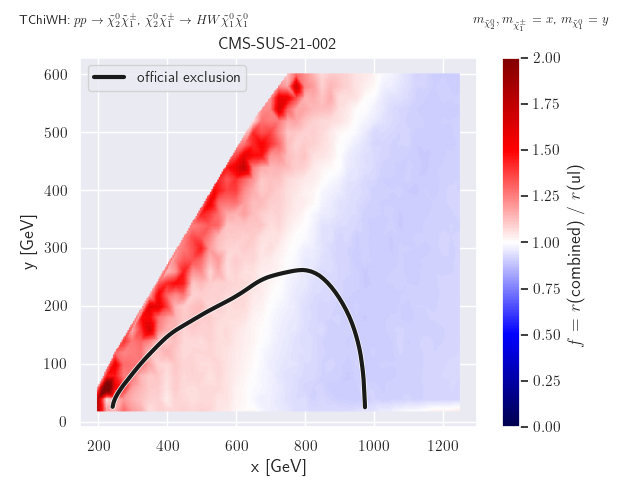 TChiWH: pp → χ̃⁰₂χ̃±₁, χ̃⁰₂χ̃±₁ → HWχ̃⁰₁χ̃⁰₁
m_χ̃⁰₂, m_χ̃±₁ = x, m_χ̃⁰₁ = y
CMS-SUS-21-002
official exclusion
y [GeV]
600
500
400
300
200
100
0
200 400 600 800 1000 1200
x [GeV]
2.00
1.75
1.50
1.25
1.00
0.75
0.50
0.25
0.00
f = r(combined) / r(ul)